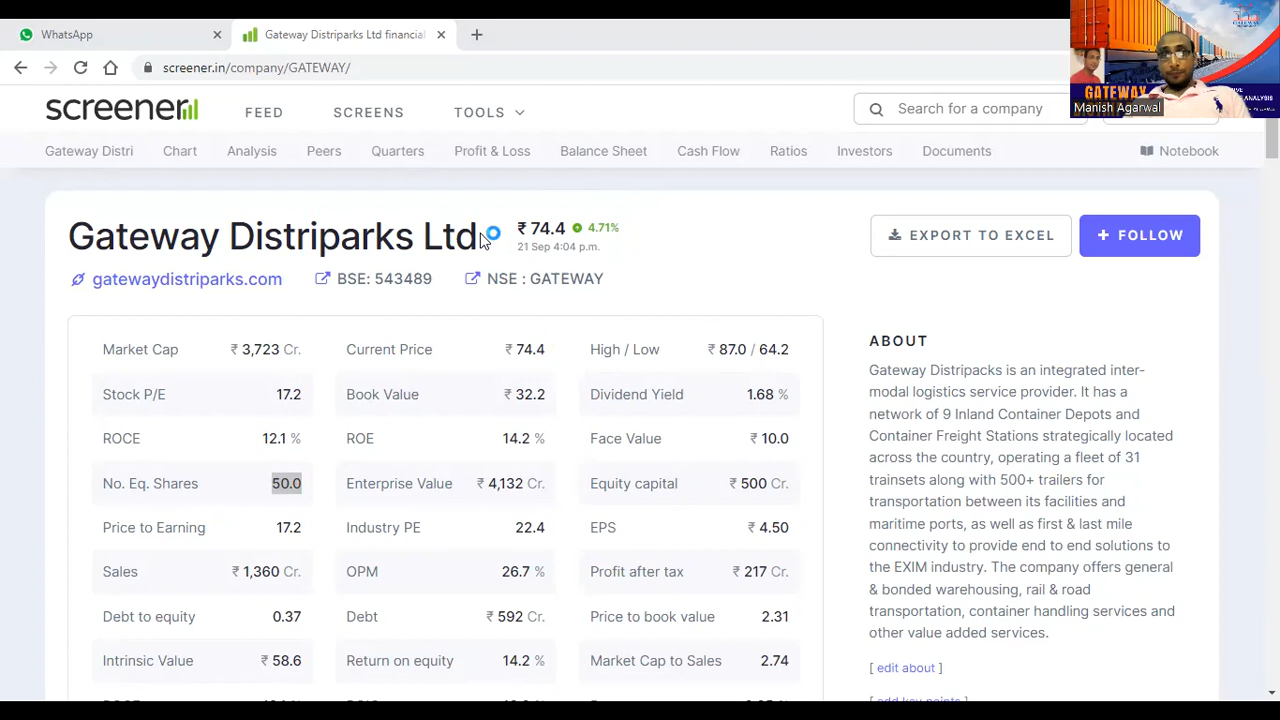 WhatsApp
Gateway Distriparks Ltd financial
screener.in/company/GATEWAY/
GATEWAY
Manish Agarwal
ANALYSIS
screener
FEED SCREENS TOOLS
Search for a company
Gateway Distri Chart Analysis Peers Quarters Profit & Loss Balance Sheet Cash Flow Ratios Investors Documents Notebook
Gateway Distriparks Ltd
₹ 74.4 4.71%
21 Sep 4:04 p.m.
EXPORT TO EXCEL
+ FOLLOW
gatewaydistriparks.com BSE: 543489 NSE : GATEWAY
Market Cap ₹ 3,723 Cr. Current Price ₹ 74.4 High / Low ₹ 87.0 / 64.2
Stock P/E 17.2 Book Value ₹ 32.2 Dividend Yield 1.68 %
ROCE 12.1 % ROE 14.2 % Face Value ₹ 10.0
No. Eq. Shares 50.0 Enterprise Value ₹ 4,132 Cr. Equity capital ₹ 500 Cr.
Price to Earning 17.2 Industry PE 22.4 EPS ₹ 4.50
Sales ₹ 1,360 Cr. OPM 26.7 % Profit after tax ₹ 217 Cr.
Debt to equity 0.37 Debt ₹ 592 Cr. Price to book value 2.31
Intrinsic Value ₹ 58.6 Return on equity 14.2 % Market Cap to Sales 2.74
ABOUT
Gateway Distripacks is an integrated inter-
modal logistics service provider. It has a
network of 9 Inland Container Depots and
Container Freight Stations strategically located
across the country, operating a fleet of 31
trainsets along with 500+ trailers for
transportation between its facilities and
maritime ports, as well as first & last mile
connectivity to provide end to end solutions to
the EXIM industry. The company offers general
& bonded warehousing, rail & road
transportation, container handling services and
other value added services.
[ edit about ]
[ add key points ]